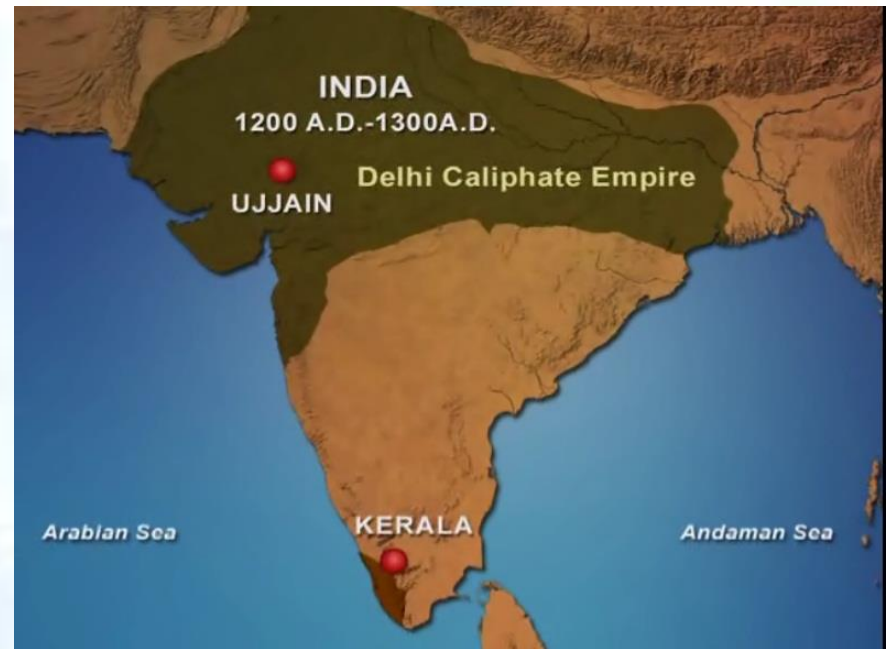 INDIA
1200 A.D.-1300A.D.
Delhi Caliphate Empire
UJJAIN
KERALA
Arabian Sea
Andaman Sea